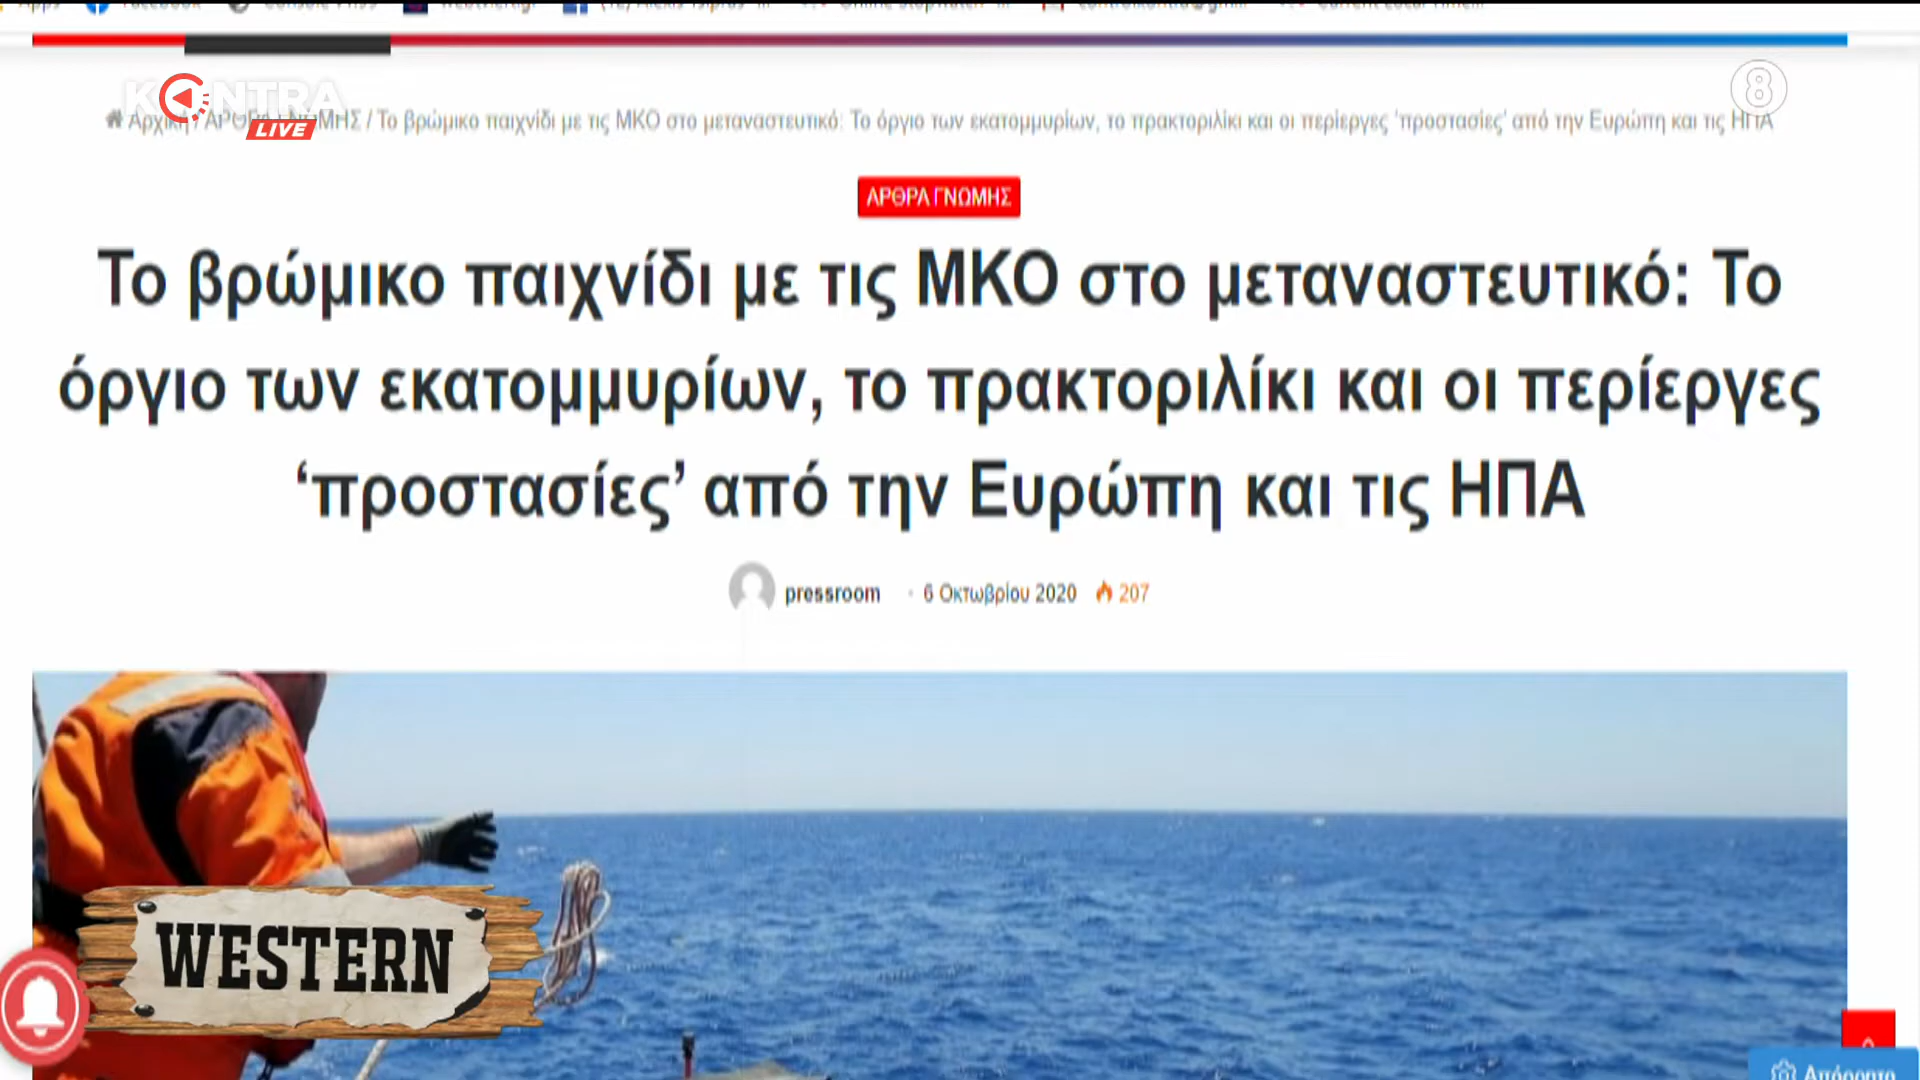 KONTRA
LIVE
8
Αρχική / ΑΡΘΡΑ ΓΝΩΜΗΣ / Το βρώμικο παιχνίδι με τις ΜΚΟ στο μεταναστευτικό: Το όργιο των εκατομμυρίων, το πρακτοριλίκι και οι περίεργες ‘προστασίες’ από την Ευρώπη και τις ΗΠΑ
ΑΡΘΡΑ ΓΝΩΜΗΣ
Το βρώμικο παιχνίδι με τις ΜΚΟ στο μεταναστευτικό: Το
όργιο των εκατομμυρίων, το πρακτοριλίκι και οι περίεργες
‘προστασίες’ από την Ευρώπη και τις ΗΠΑ
pressroom · 6 Οκτωβρίου 2020 207
WESTERN
Απόρρητο